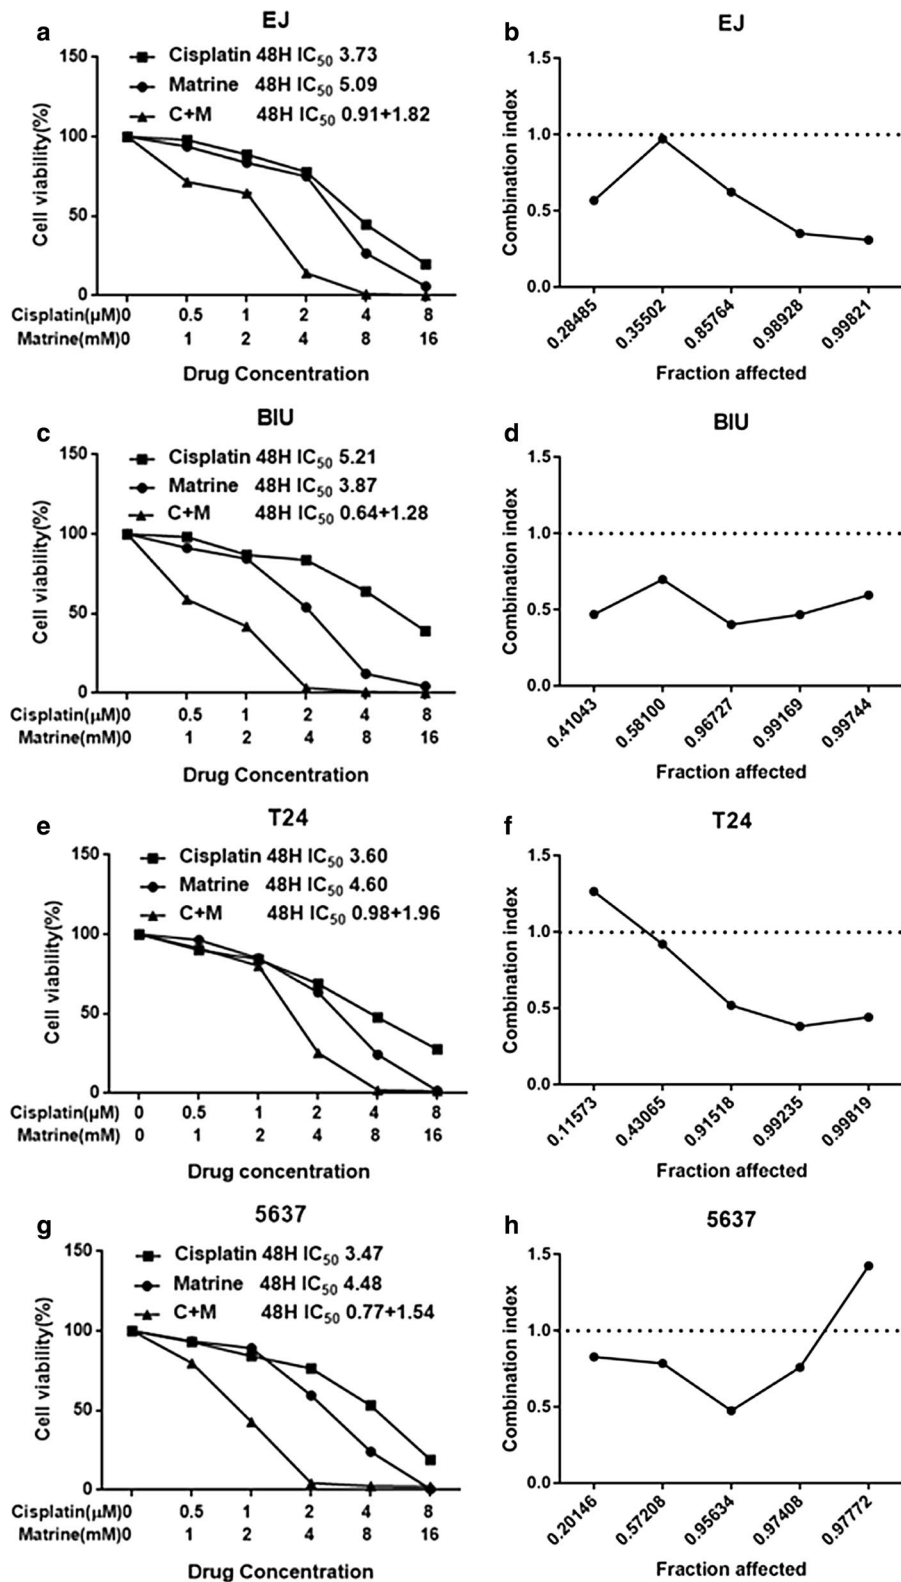 a
EJ
150
100
50
0
Cell viability(%)
Cisplatin 48H IC50 3.73
Matrine 48H IC50 5.09
C+M 48H IC50 0.91+1.82
Cisplatin(μM)0 0.5 1 2 4 8
Matrine(mM)0 1 2 4 8 16
Drug Concentration
b
EJ
1.5
1.0
0.5
0.0
Combination index
0.28485 0.35502 0.85764 0.98928 0.99821
Fraction affected
c
BIU
150
100
50
0
Cell viability(%)
Cisplatin 48H IC50 5.21
Matrine 48H IC50 3.87
C+M 48H IC50 0.64+1.28
Cisplatin(μM)0 0.5 1 2 4 8
Matrine(mM)0 1 2 4 8 16
Drug Concentration
d
BIU
1.5
1.0
0.5
0.0
Combination index
0.41043 0.58100 0.96727 0.99169 0.99744
Fraction affected
e
T24
150
100
50
0
Cell viability(%)
Cisplatin 48H IC50 3.60
Matrine 48H IC50 4.60
C+M 48H IC50 0.98+1.96
Cisplatin(μM) 0 0.5 1 2 4 8
Matrine(mM) 0 1 2 4 8 16
Drug concentration
f
T24
1.5
1.0
0.5
0.0
Combination index
0.11573 0.43065 0.91518 0.99235 0.99819
Fraction affected
g
5637
150
100
50
0
Cell viability(%)
Cisplatin 48H IC50 3.47
Matrine 48H IC50 4.48
C+M 48H IC50 0.77+1.54
Cisplatin(μM)0 0.5 1 2 4 8
Matrine(mM)0 1 2 4 8 16
Drug Concentration
h
5637
1.5
1.0
0.5
0.0
Combination index
0.20146 0.57208 0.95634 0.97408 0.97772
Fraction affected